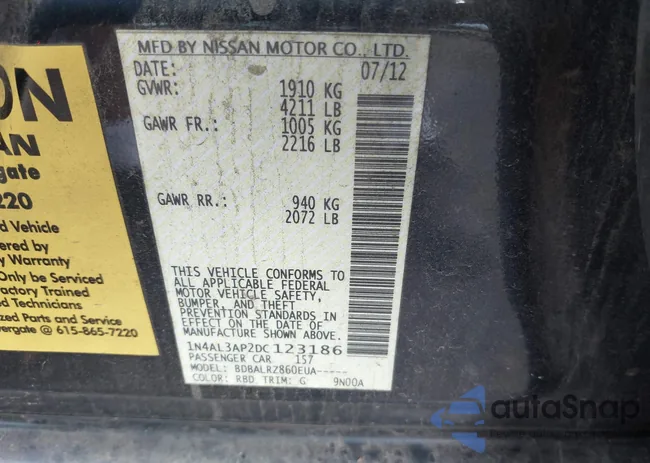 ON
AN
gate
220
d Vehicle
ered by
y Warranty
Only be Serviced
actory Trained
d Technicians
zed Parts and Service
vergate @ 615-865-7220
MFD BY NISSAN MOTOR CO., LTD.
DATE: 07/12
GVWR: 1910 KG
4211 LB
GAWR FR.: 1005 KG
2216 LB
GAWR RR.: 940 KG
2072 LB
THIS VEHICLE CONFORMS TO
ALL APPLICABLE FEDERAL
MOTOR VEHICLE SAFETY,
BUMPER, AND THEFT
PREVENTION STANDARDS IN
EFFECT ON THE DATE OF
MANUFACTURE SHOWN ABOVE.
1N4AL3AP2DC123186
PASSENGER CAR 157
MODEL: BDBALRZ860EUA-----
COLOR: RBD TRIM: G 9N00A
autoSnap